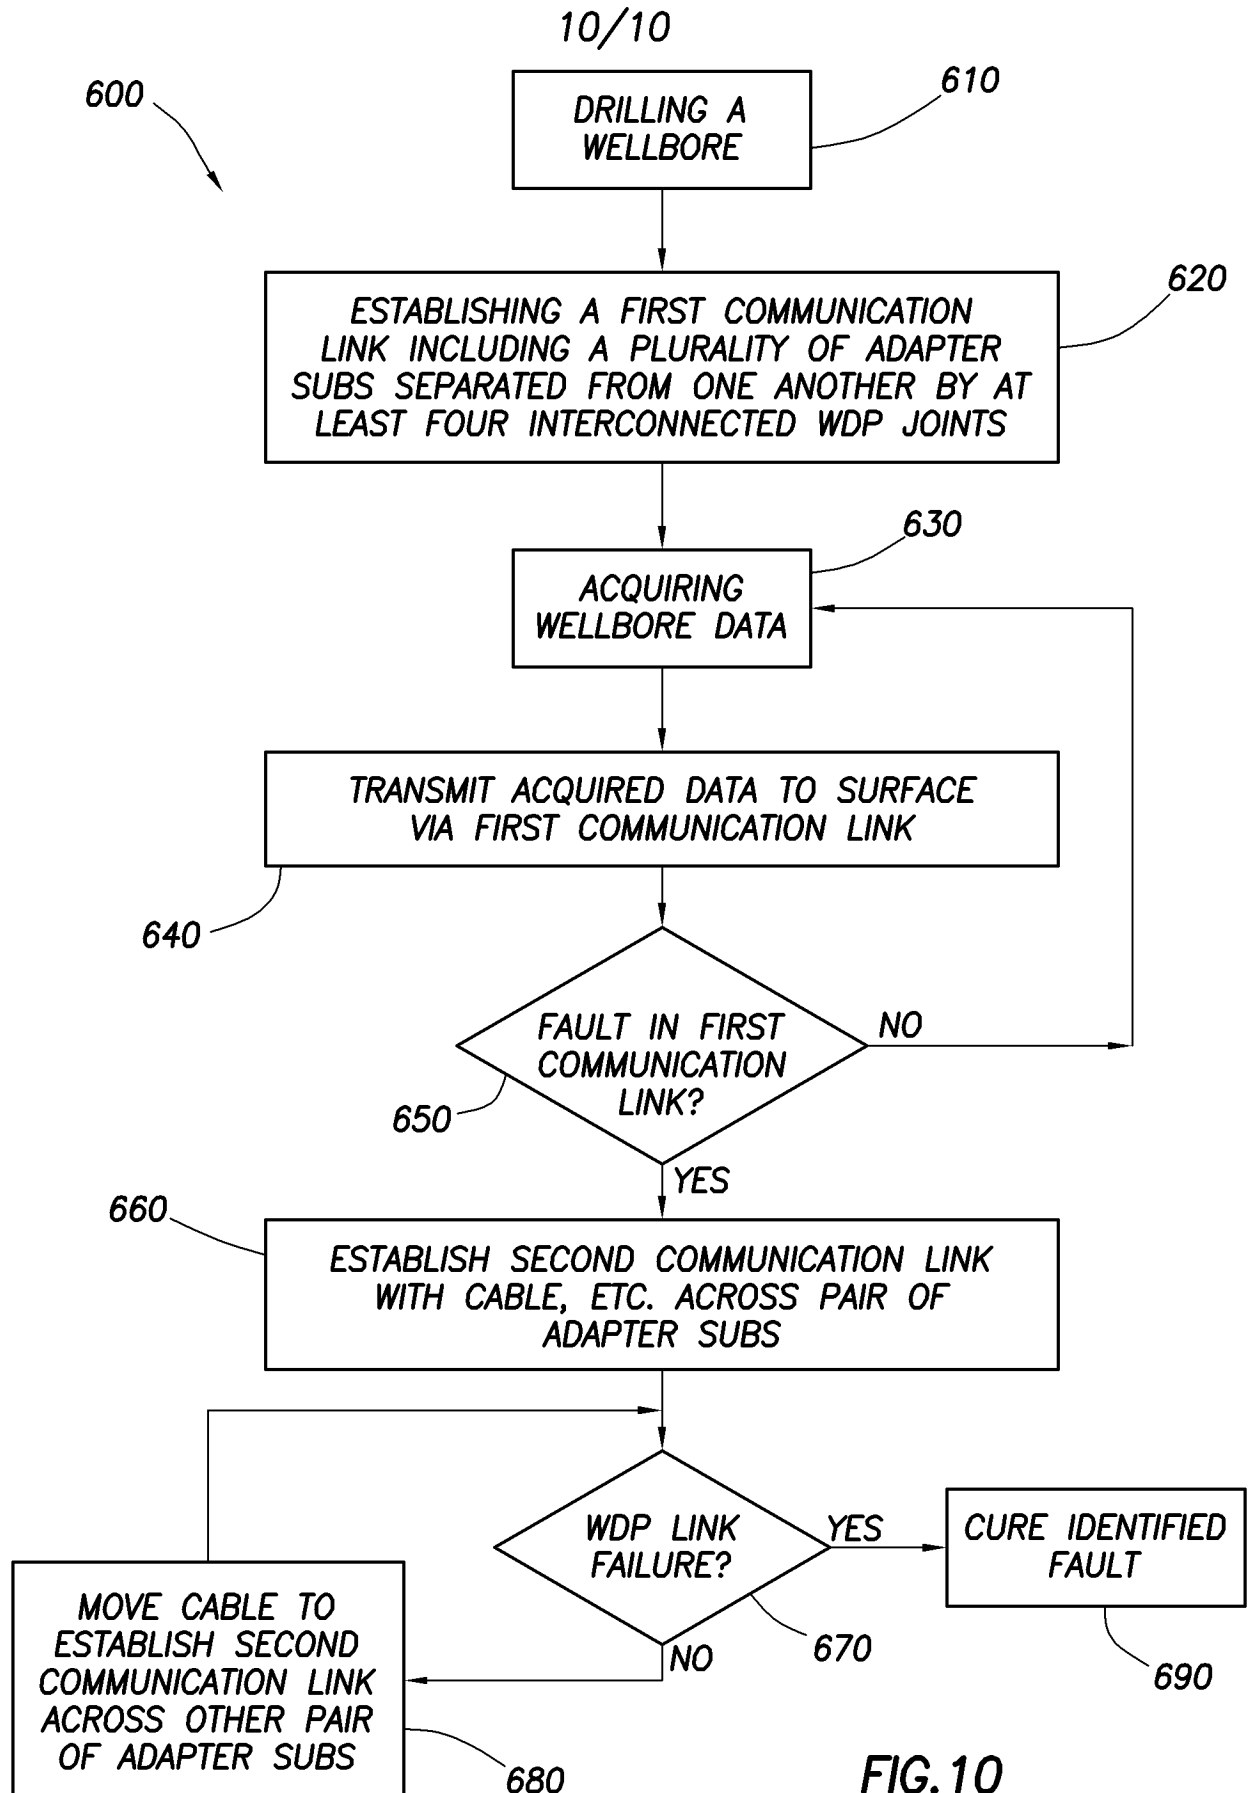 10/10
600
DRILLING A
WELLBORE
610
ESTABLISHING A FIRST COMMUNICATION
LINK INCLUDING A PLURALITY OF ADAPTER
SUBS SEPARATED FROM ONE ANOTHER BY AT
LEAST FOUR INTERCONNECTED WDP JOINTS
620
ACQUIRING
WELLBORE DATA
630
TRANSMIT ACQUIRED DATA TO SURFACE
VIA FIRST COMMUNICATION LINK
640
FAULT IN FIRST
COMMUNICATION
LINK?
NO
650
YES
660
ESTABLISH SECOND COMMUNICATION LINK
WITH CABLE, ETC. ACROSS PAIR OF
ADAPTER SUBS
WDP LINK
FAILURE?
YES
CURE IDENTIFIED
FAULT
NO
670
690
MOVE CABLE TO
ESTABLISH SECOND
COMMUNICATION LINK
ACROSS OTHER PAIR
OF ADAPTER SUBS
680
FIG.10